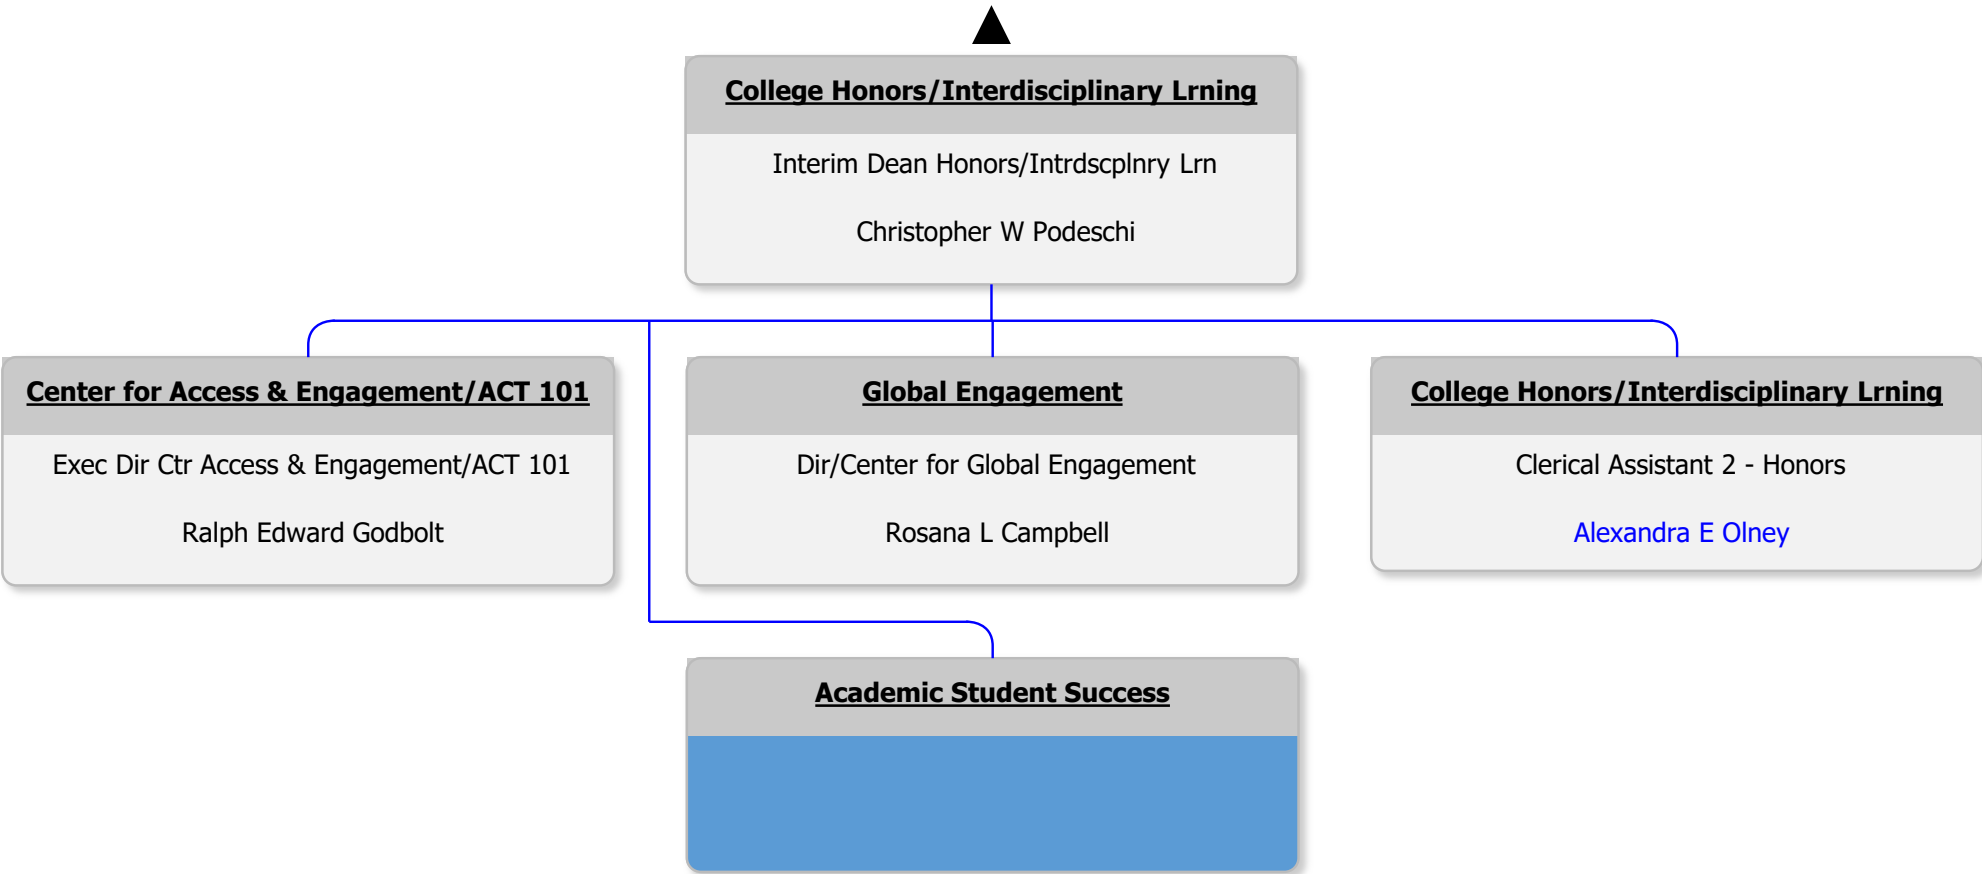 College Honors/Interdisciplinary Lrning
Interim Dean Honors/Intrdscplnry Lrn
Christopher W Podeschi
Center for Access & Engagement/ACT 101
Exec Dir Ctr Access & Engagement/ACT 101
Ralph Edward Godbolt
Global Engagement
Dir/Center for Global Engagement
Rosana L Campbell
College Honors/Interdisciplinary Lrning
Clerical Assistant 2 - Honors
Alexandra E Olney
Academic Student Success